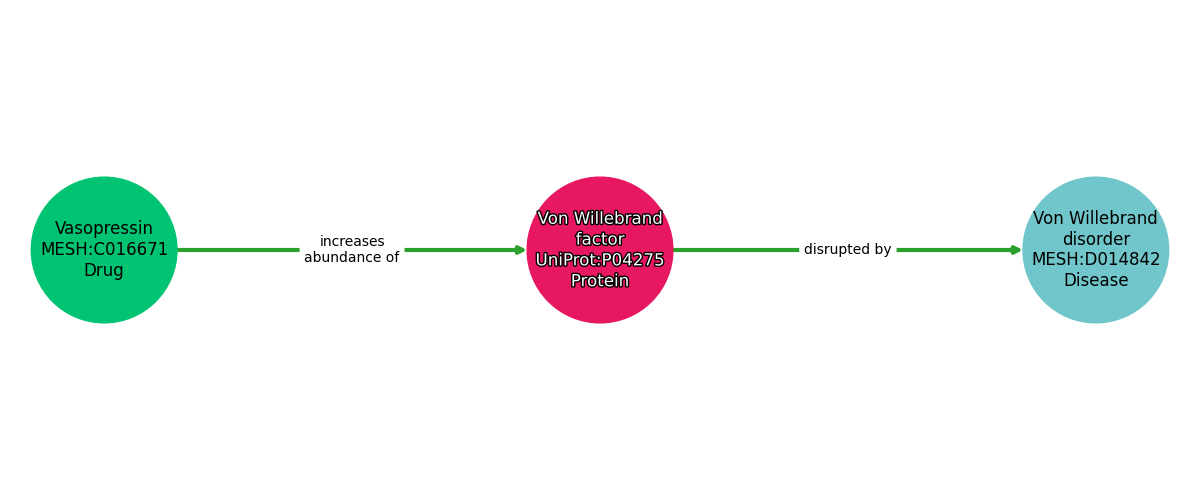 Vasopressin
MESH:C016671
Drug
increases
abundance of
Von Willebrand
factor
UniProt:P04275
Protein
disrupted by
Von Willebrand
disorder
MESH:D014842
Disease